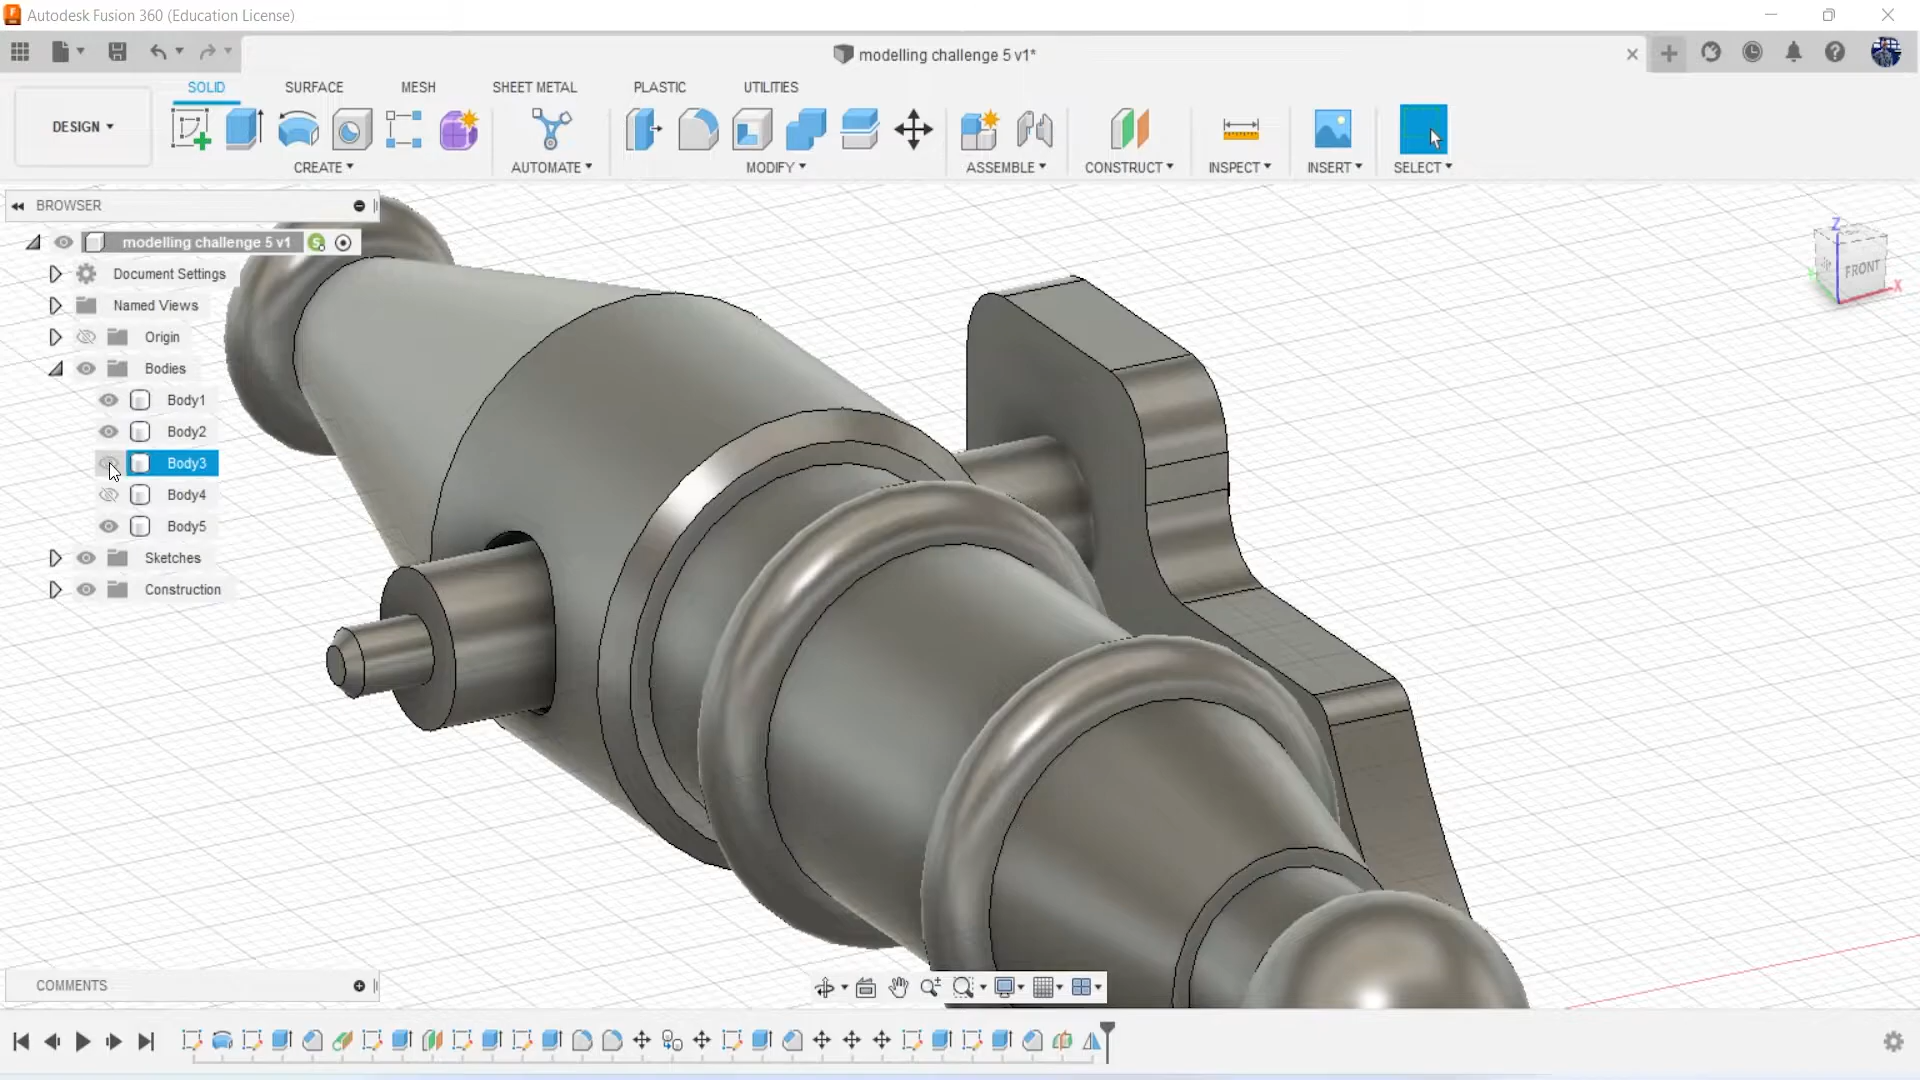 Autodesk Fusion 360 (Education License)
modelling challenge 5 v1*
SOLID SURFACE MESH SHEET METAL PLASTIC UTILITIES
DESIGN
CREATE AUTOMATE MODIFY ASSEMBLE CONSTRUCT INSPECT INSERT SELECT
BROWSER
modelling challenge 5 v1
Document Settings
Named Views
Origin
Bodies
Body1
Body2
Body3
Body4
Body5
Sketches
Construction
Z
FRONT
X
COMMENTS